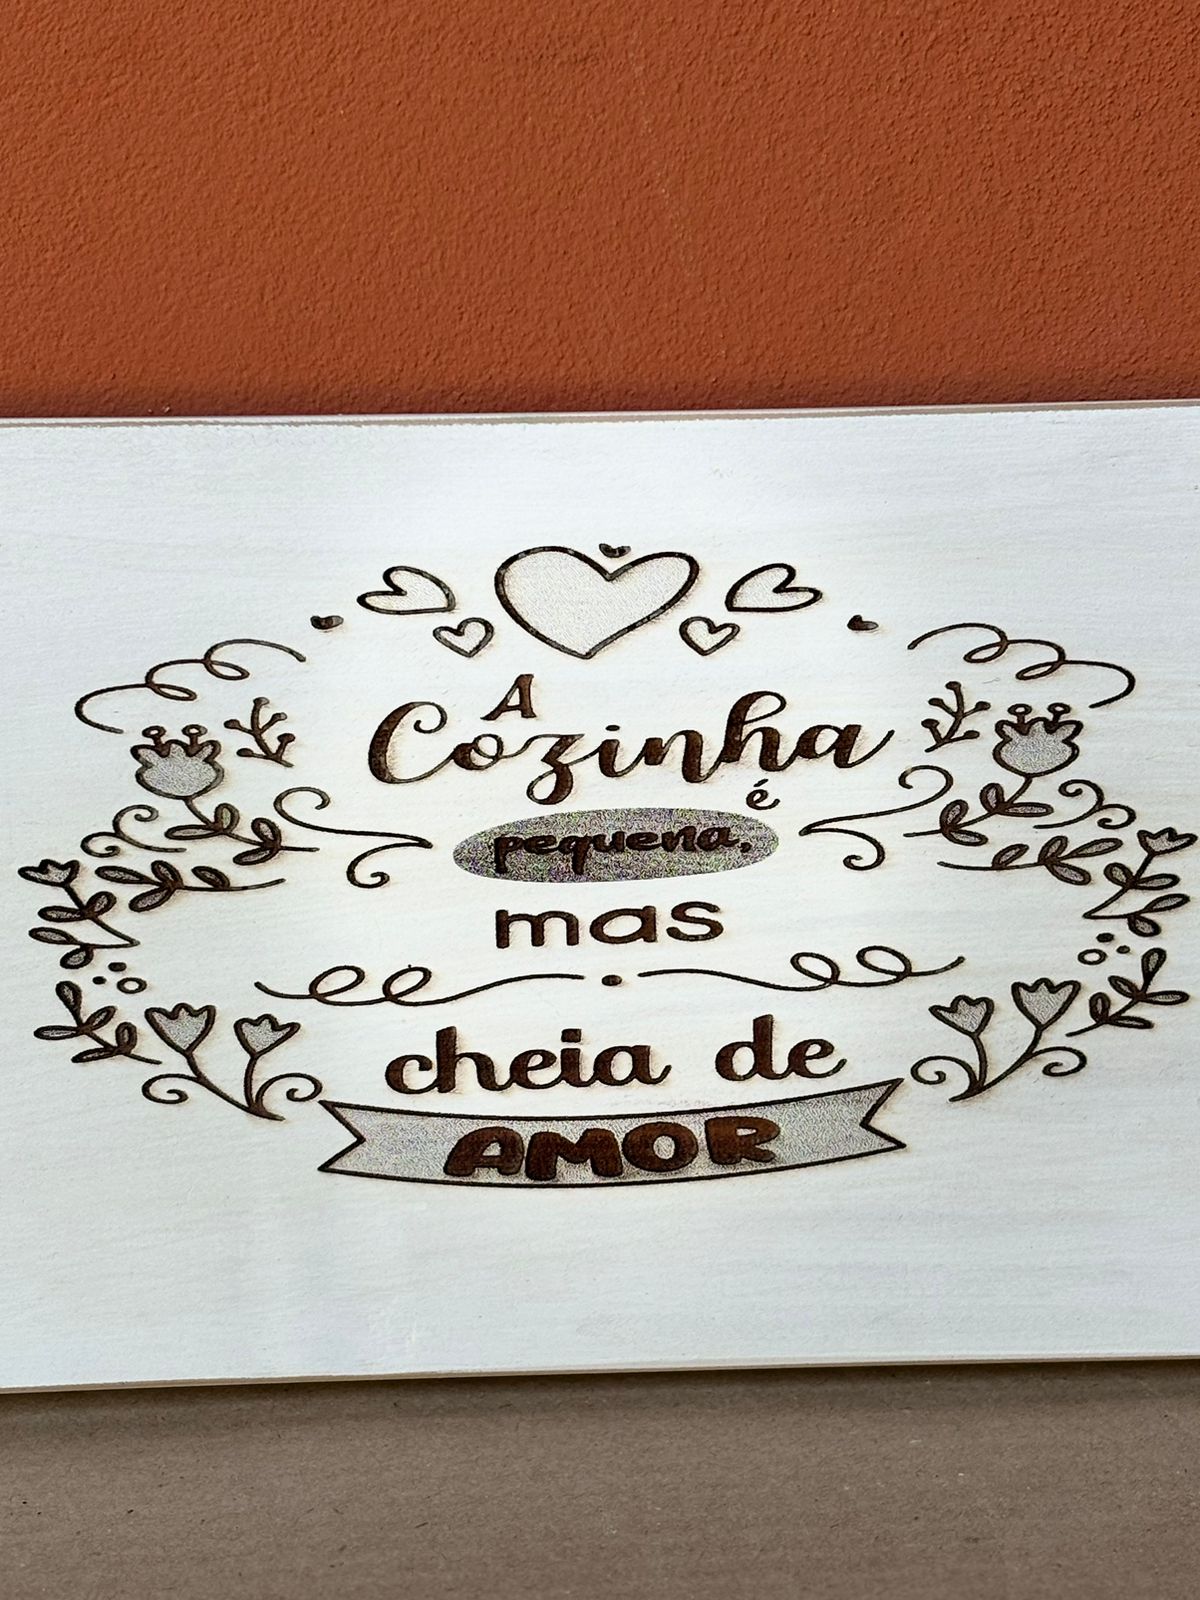 A
Cozinha
é
pequena,
mas
cheia de
AMOR